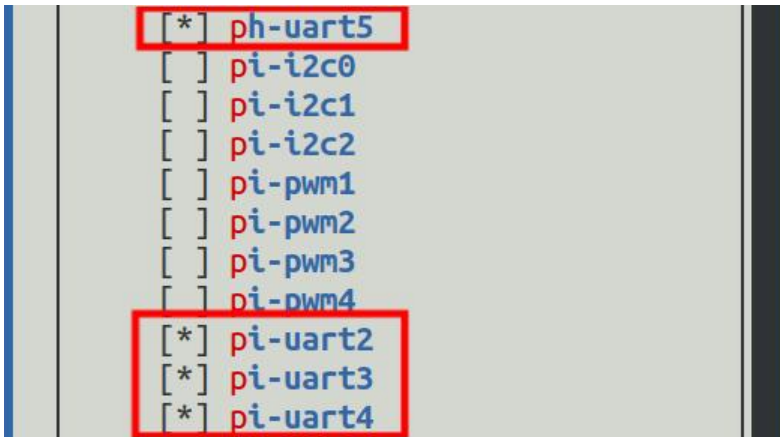 [*] ph-uart5
[ ] pi-i2c0
[ ] pi-i2c1
[ ] pi-i2c2
[ ] pi-pwm1
[ ] pi-pwm2
[ ] pi-pwm3
[ ] pi-pwm4
[*] pi-uart2
[*] pi-uart3
[*] pi-uart4